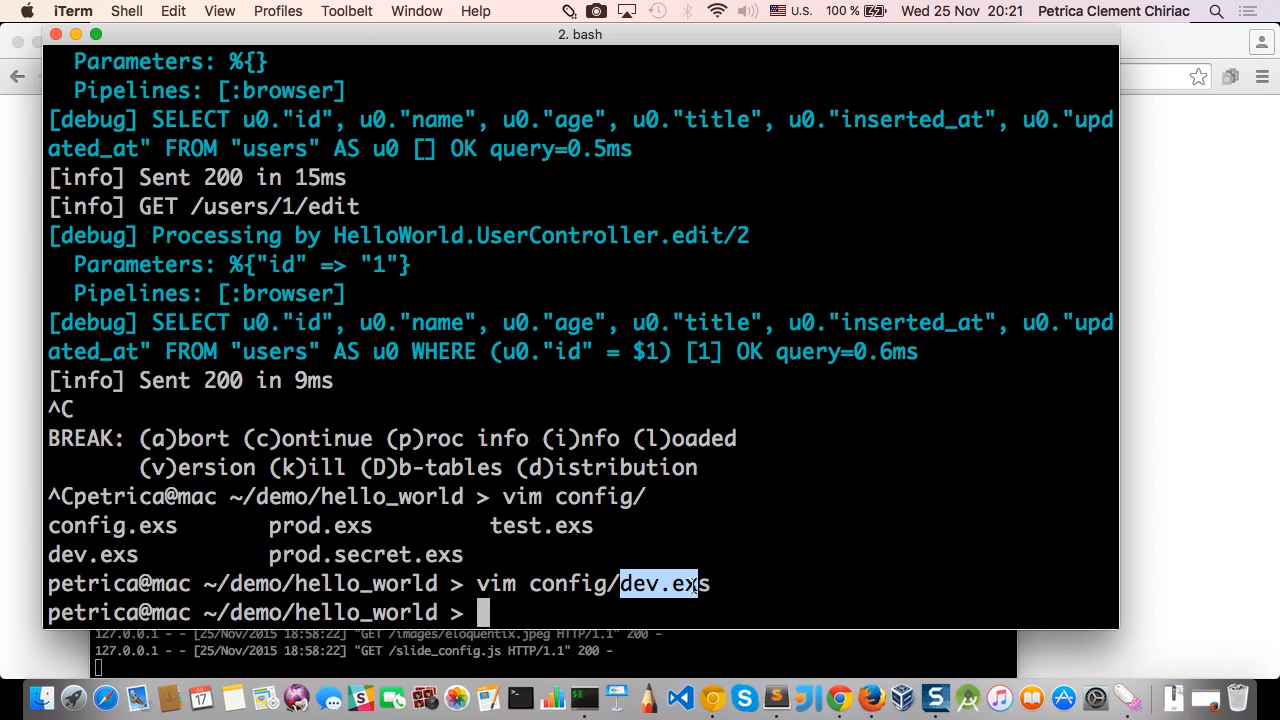 iTerm Shell Edit View Profiles Toolbelt Window Help U.S. 100 % Wed 25 Nov 20:21 Petrica Clement Chiriac
2. bash
Parameters: %{}
Pipelines: [:browser]
[debug] SELECT u0."id", u0."name", u0."age", u0."title", u0."inserted_at", u0."upd
ated_at" FROM "users" AS u0 [] OK query=0.5ms
[info] Sent 200 in 15ms
[info] GET /users/1/edit
[debug] Processing by HelloWorld.UserController.edit/2
Parameters: %{"id" => "1"}
Pipelines: [:browser]
[debug] SELECT u0."id", u0."name", u0."age", u0."title", u0."inserted_at", u0."upd
ated_at" FROM "users" AS u0 WHERE (u0."id" = $1) [1] OK query=0.6ms
[info] Sent 200 in 9ms
^C
BREAK: (a)bort (c)ontinue (p)roc info (i)nfo (l)oaded
(v)ersion (k)ill (D)b-tables (d)istribution
^Cpetrica@mac ~/demo/hello_world > vim config/
config.exs prod.exs test.exs
dev.exs prod.secret.exs
petrica@mac ~/demo/hello_world > vim config/dev.exs
petrica@mac ~/demo/hello_world >
127.0.0.1 - - [25/Nov/2015 18:58:22] "GET /images/eloquentix.jpeg HTTP/1.1" 200 -
127.0.0.1 - - [25/Nov/2015 18:58:22] "GET /slide_config.js HTTP/1.1" 200 -
17